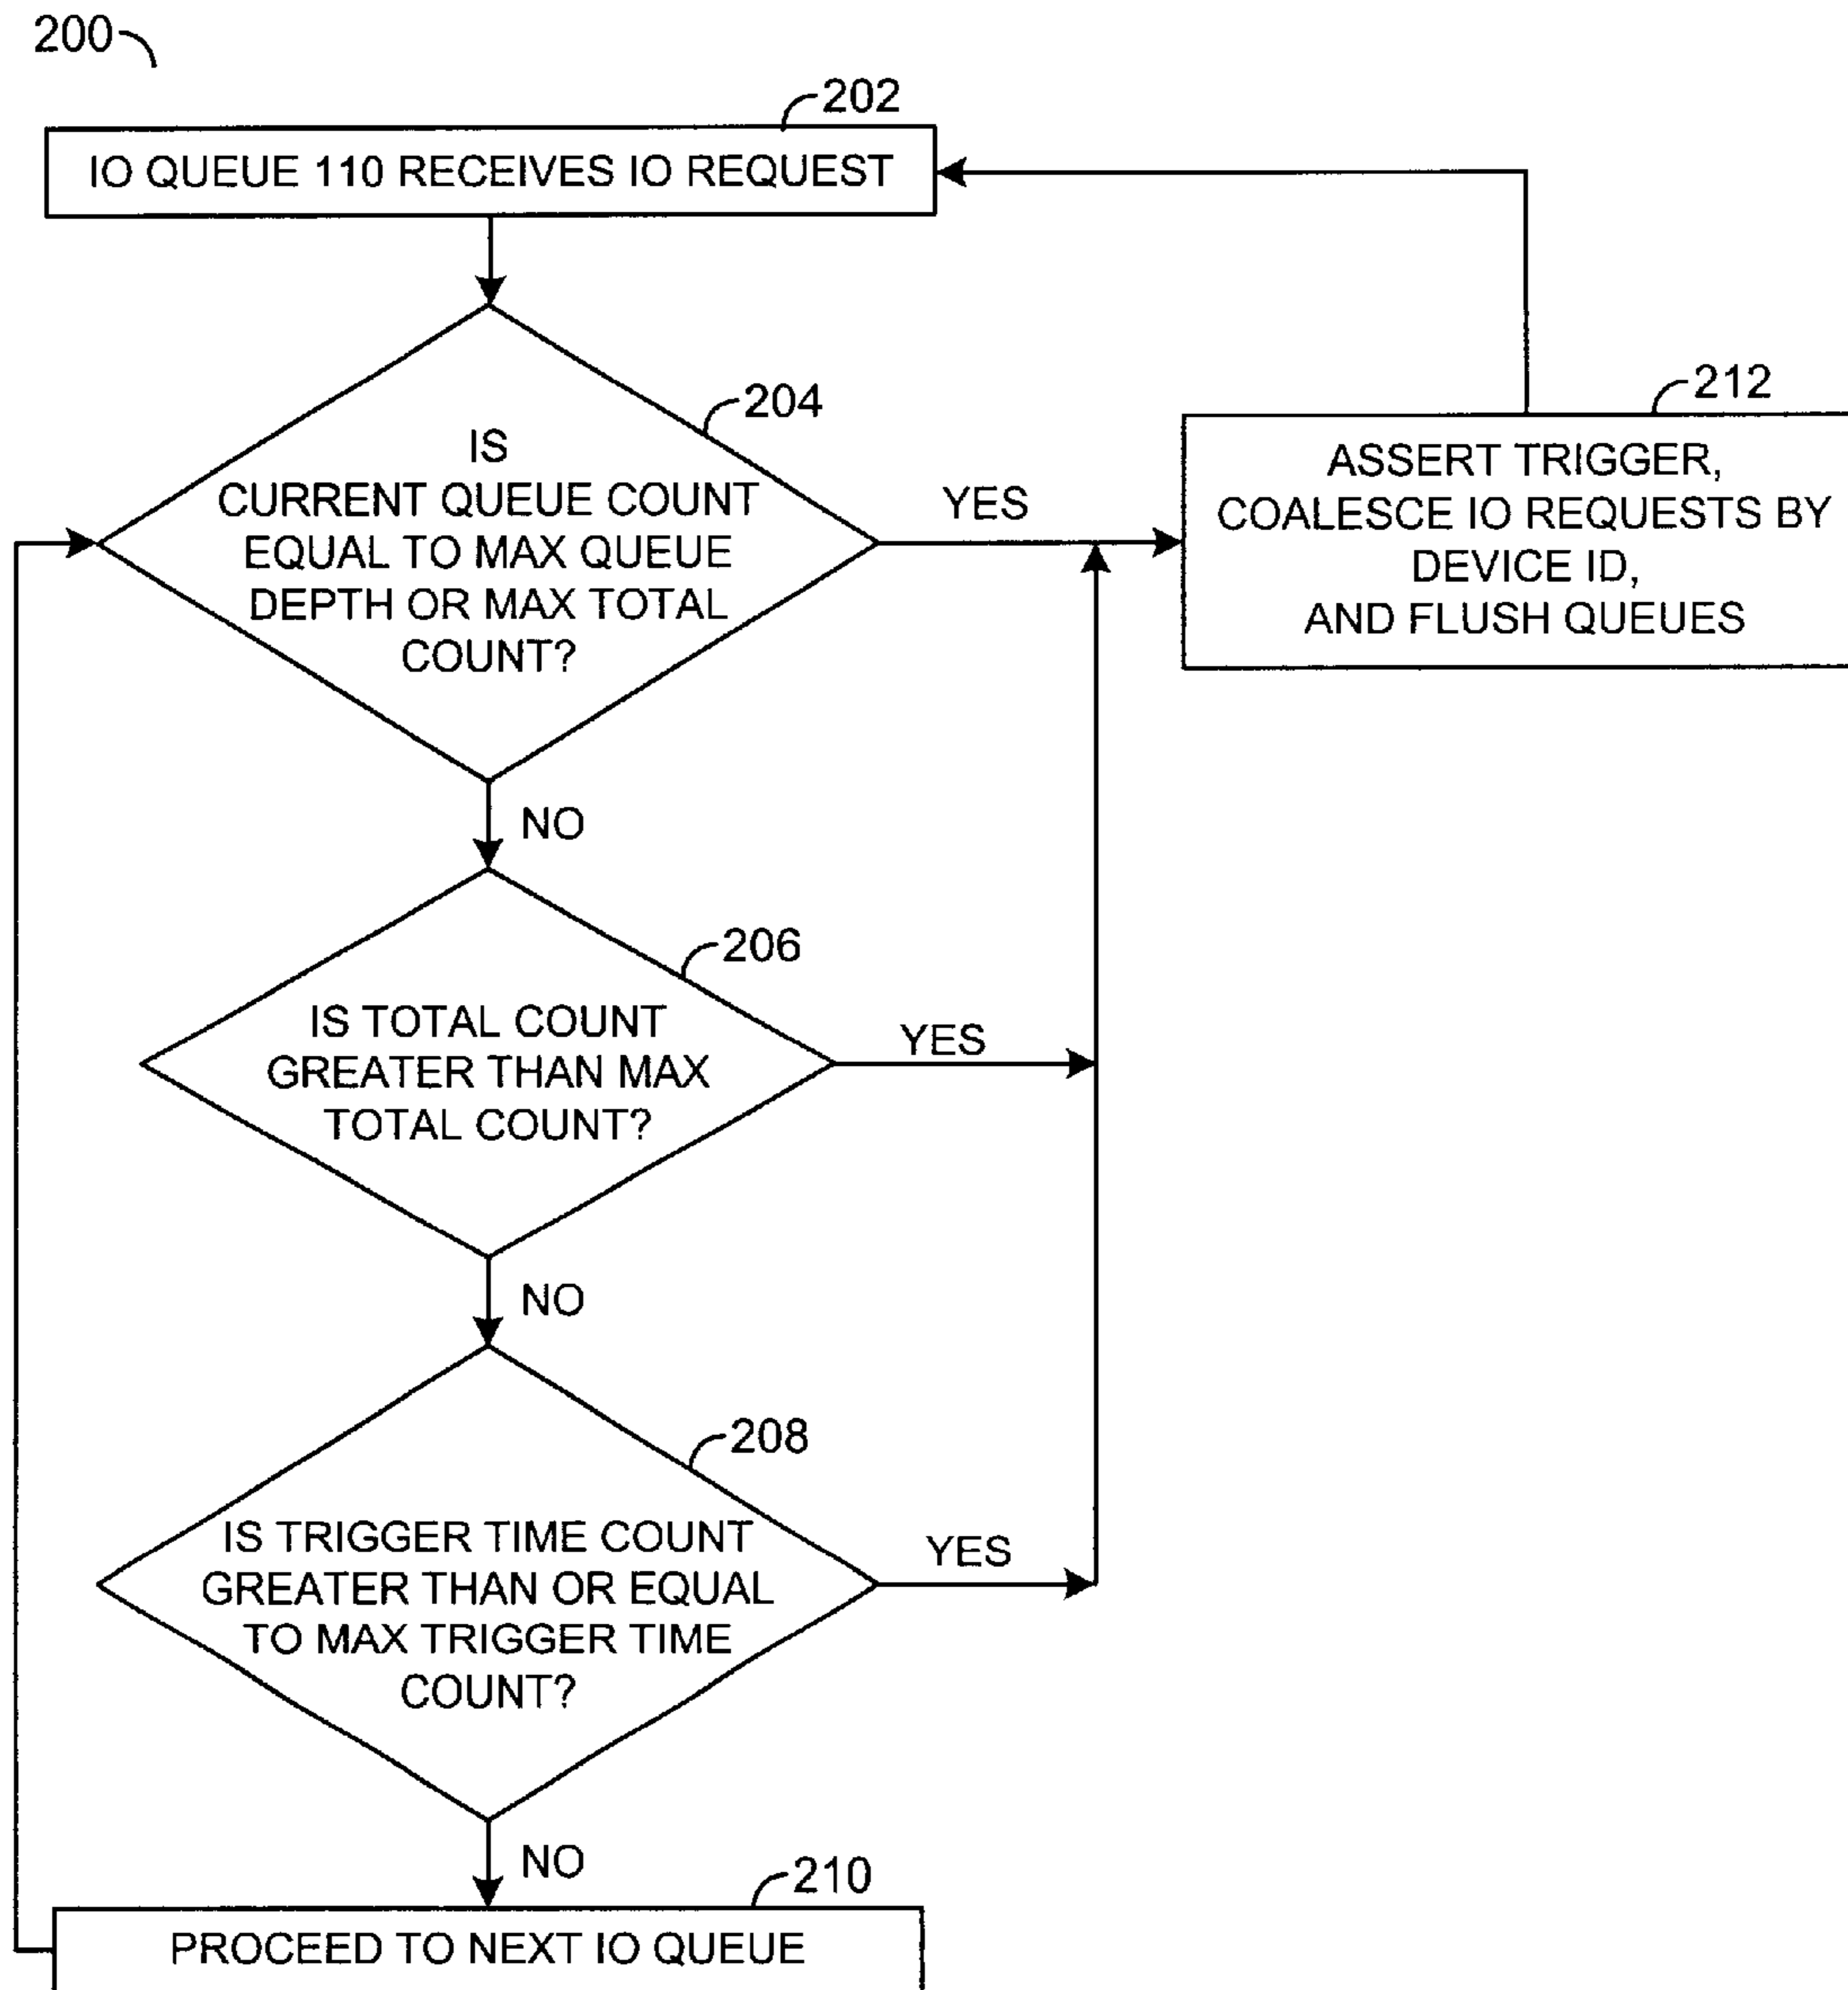 200
202
IO QUEUE 110 RECEIVES IO REQUEST
204
IS
CURRENT QUEUE COUNT
EQUAL TO MAX QUEUE
DEPTH OR MAX TOTAL
COUNT?
YES
212
ASSERT TRIGGER,
COALESCE IO REQUESTS BY
DEVICE ID,
AND FLUSH QUEUES
NO
206
IS TOTAL COUNT
GREATER THAN MAX
TOTAL COUNT?
YES
NO
208
IS TRIGGER TIME COUNT
GREATER THAN OR EQUAL
TO MAX TRIGGER TIME
COUNT?
YES
NO
210
PROCEED TO NEXT IO QUEUE